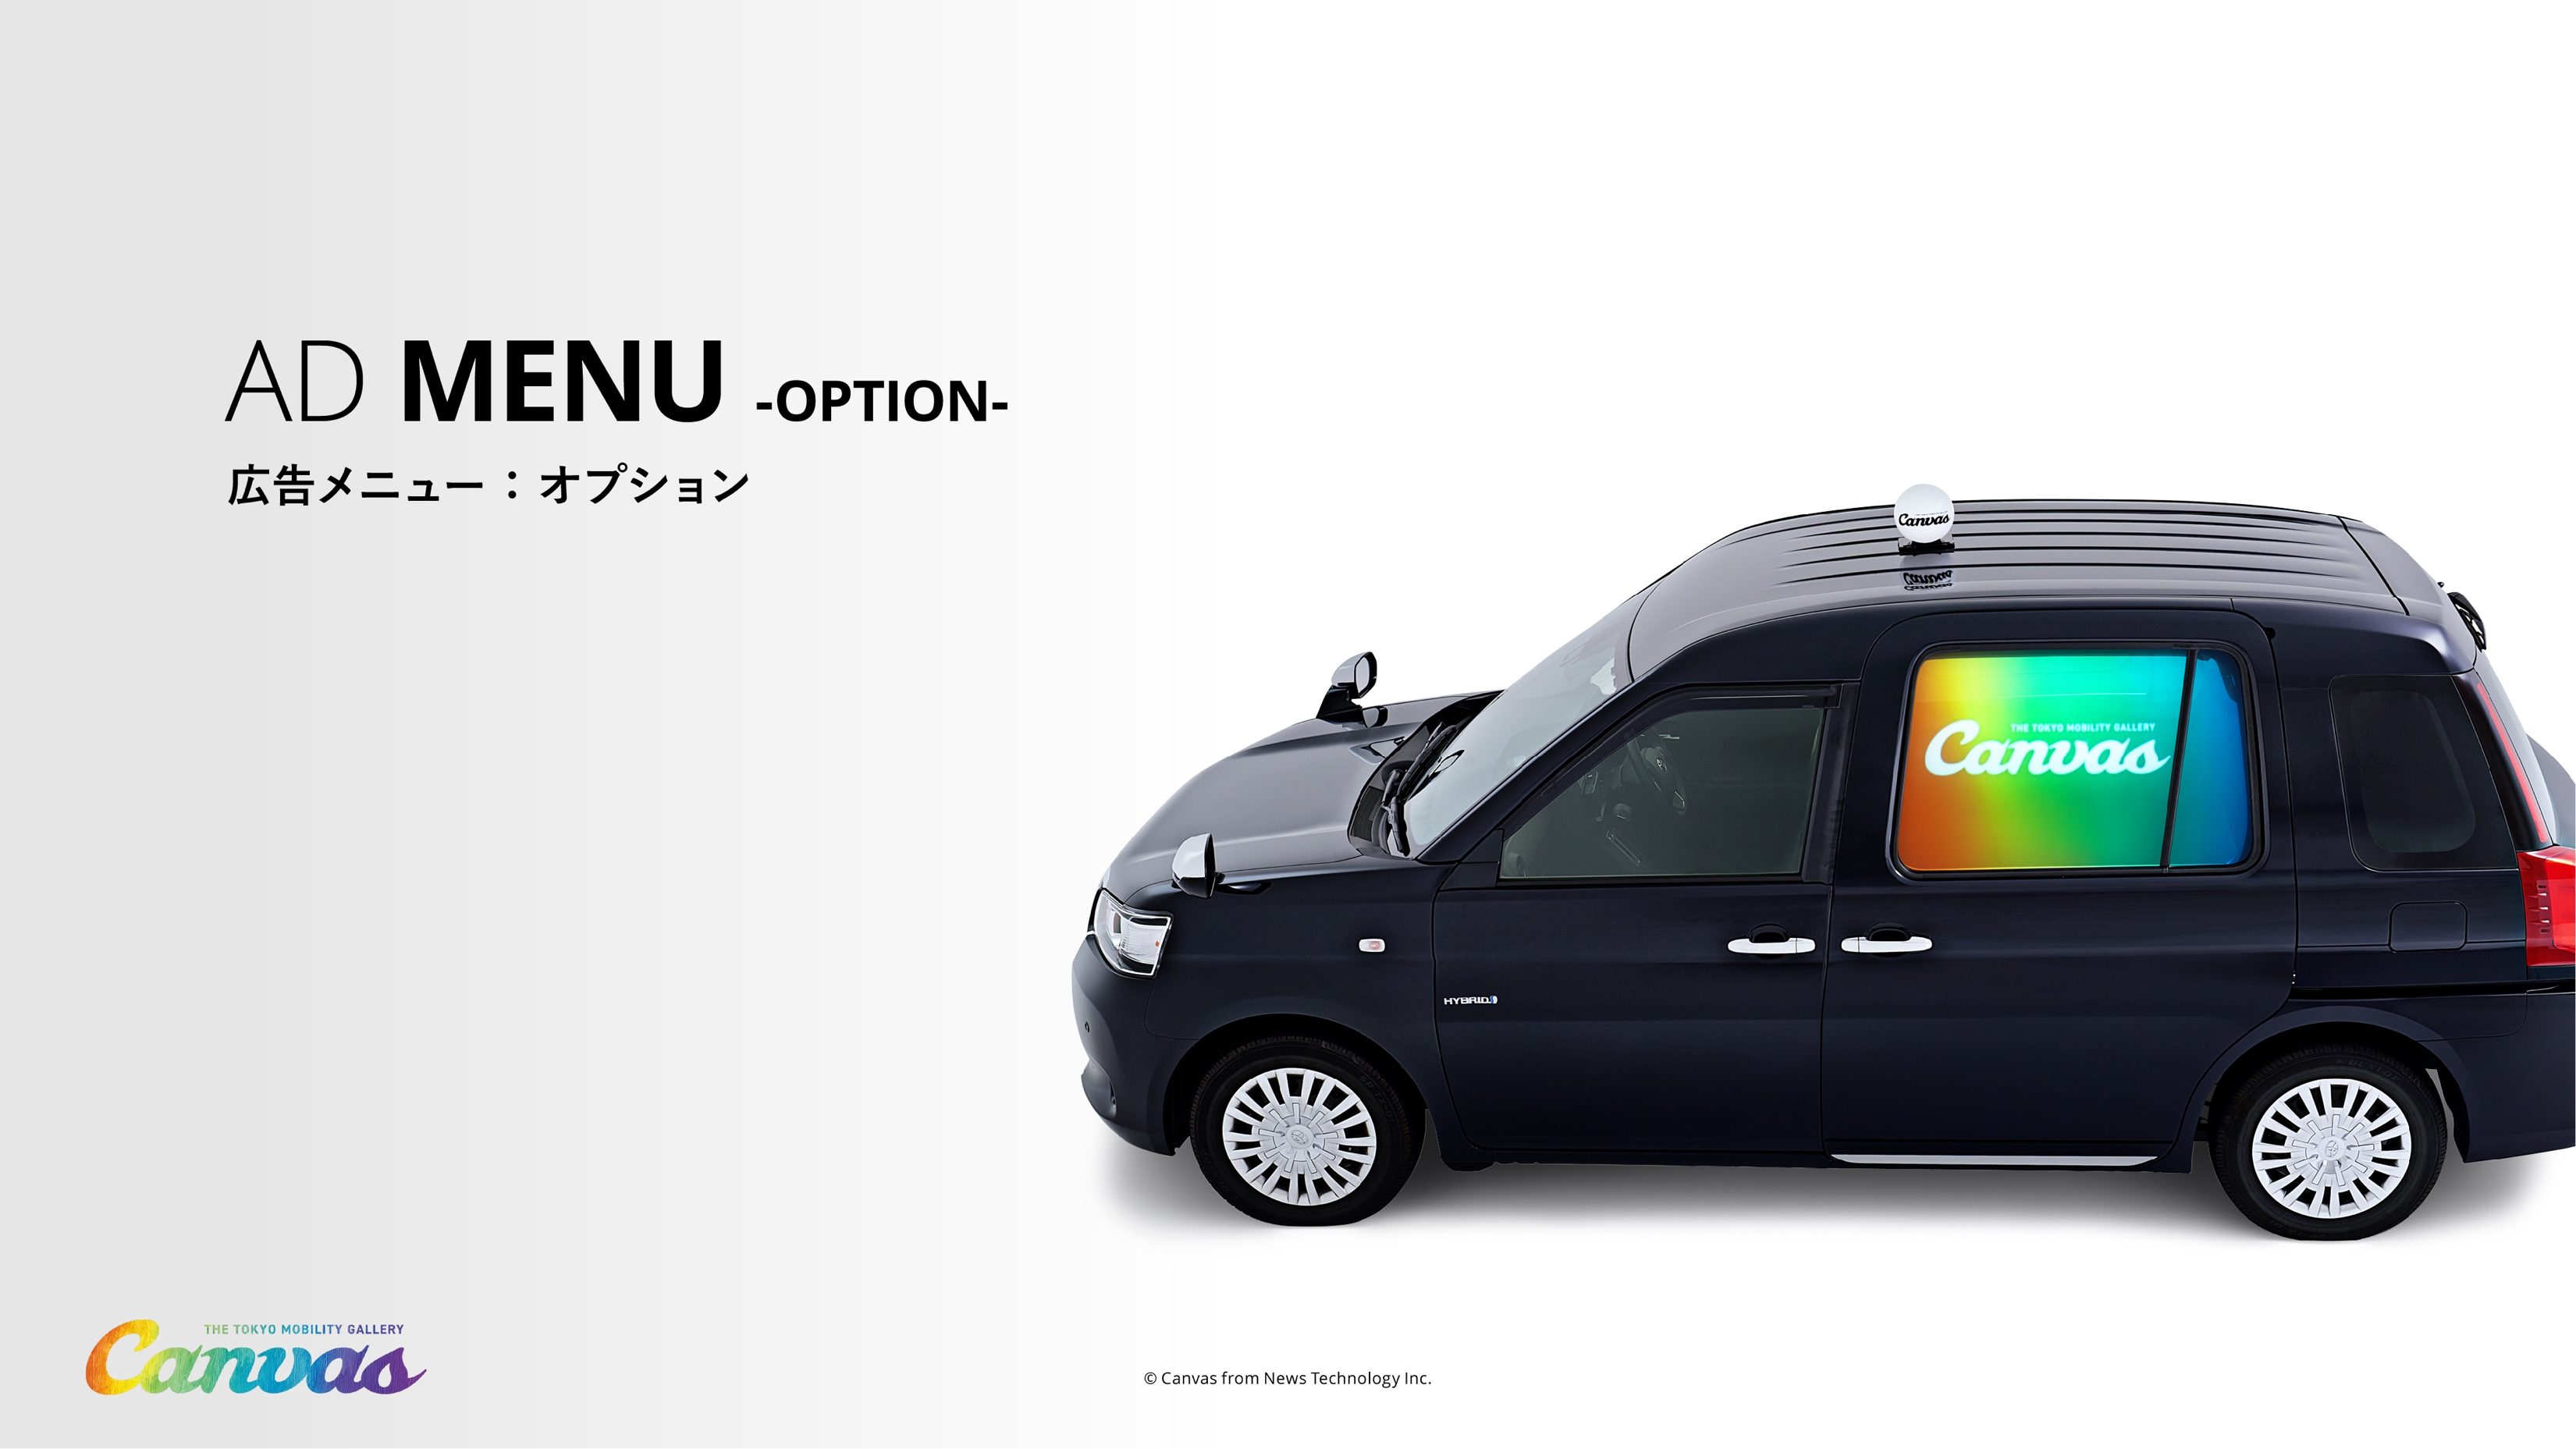 AD MENU -OPTION-
広告メニュー：オプション
Canvas
THE TOKYO MOBILITY GALLERY
Canvas
HYBRID
THE TOKYO MOBILITY GALLERY
Canvas
© Canvas from News Technology Inc.